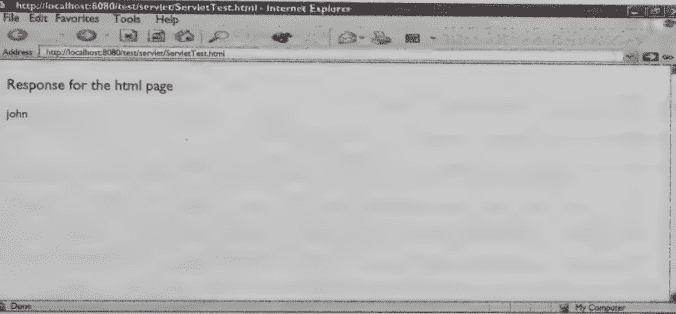 http://localhost:8080/test/servlet/ServletTest.html - Internet Explorer
File Edit Favorites Tools Help
Address http://localhost:8080/test/servlet/ServletTest.html Go
Response for the html page
john
Done My Computer